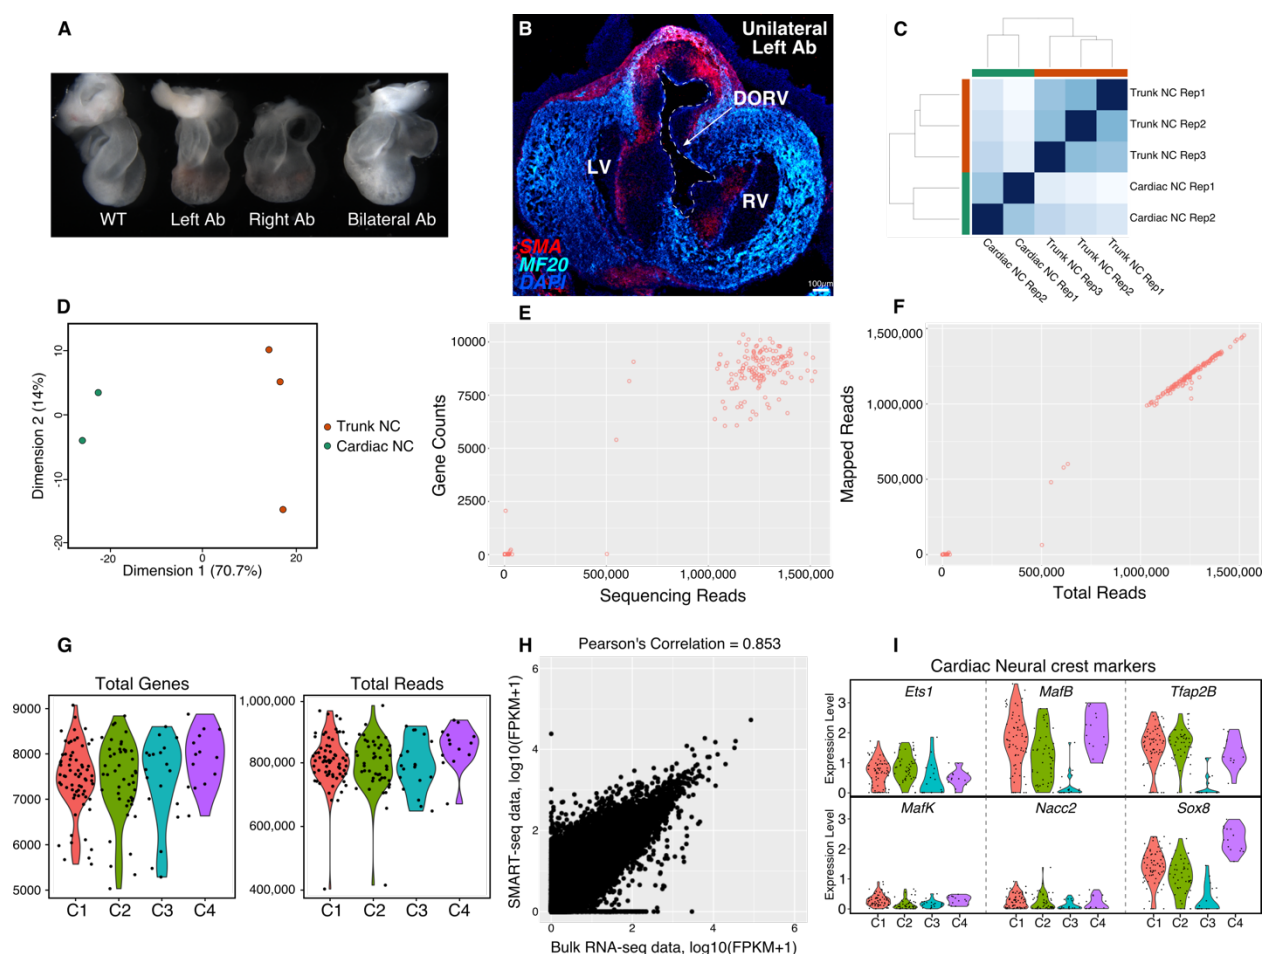 A
WT
Left Ab
Right Ab
Bilateral Ab
B
Unilateral
Left Ab
DORV
LV
RV
SMA
MF20
DAPI
100µm
C
Trunk NC Rep1
Trunk NC Rep2
Trunk NC Rep3
Cardiac NC Rep1
Cardiac NC Rep2
Cardiac NC Rep2
Cardiac NC Rep1
Trunk NC Rep3
Trunk NC Rep2
Trunk NC Rep1
D
Dimension 2 (14%)
10
0
-10
-20
-20
0
20
Dimension 1 (70.7%)
Trunk NC
Cardiac NC
E
Gene Counts
10000
7500
5000
2500
0
0
500,000
1,000,000
1,500,000
Sequencing Reads
F
Mapped Reads
1,500,000
1,000,000
500,000
0
0
500,000
1,000,000
1,500,000
Total Reads
G
Total Genes
9000
8000
7000
6000
5000
C1
C2
C3
C4
Total Reads
1,000,000
800,000
600,000
400,000
C1
C2
C3
C4
H
Pearson's Correlation = 0.853
SMART-seq data, log10(FPKM+1)
6
4
2
0
0
2
4
6
Bulk RNA-seq data, log10(FPKM+1)
I
Cardiac Neural crest markers
Ets1
MafB
Tfap2B
Expression Level
3
2
1
0
MafK
Nacc2
Sox8
Expression Level
3
2
1
0
C1
C2
C3
C4
C1
C2
C3
C4
C1
C2
C3
C4